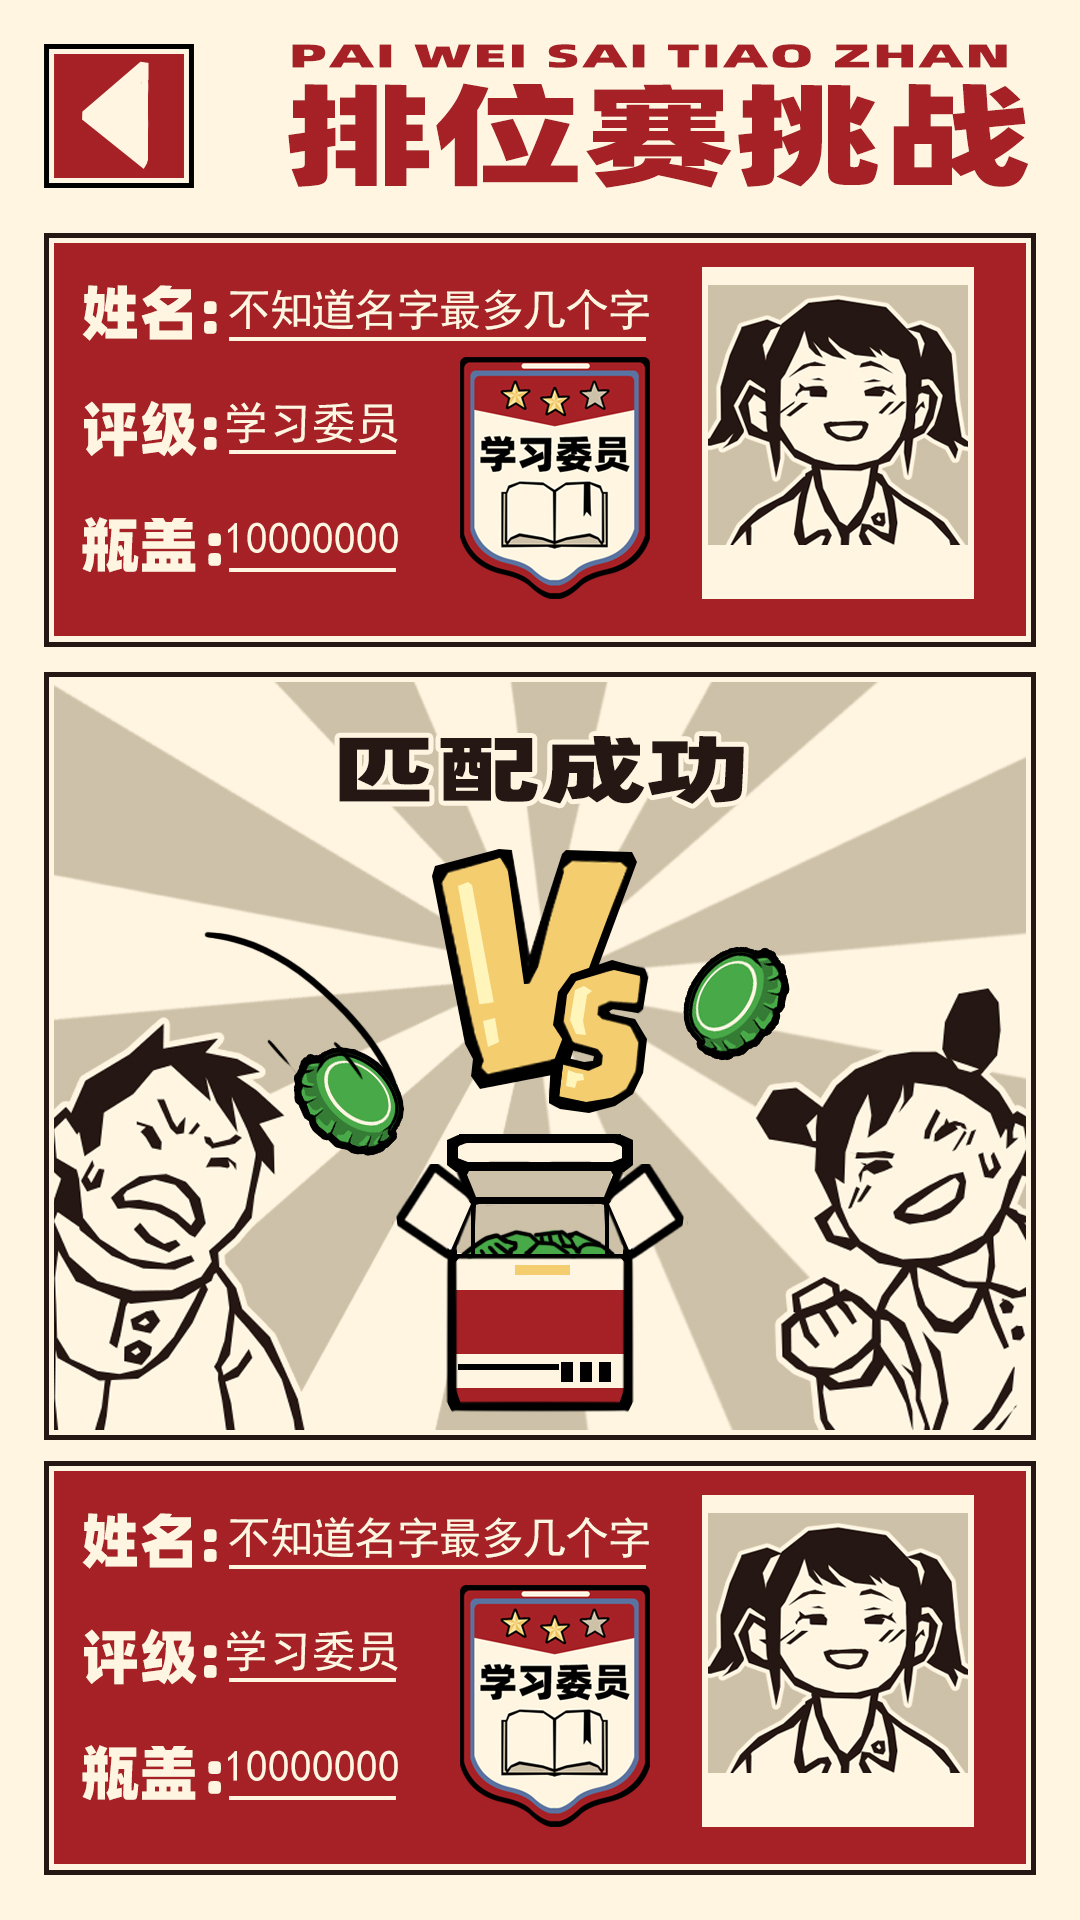 PAI WEI SAI TIAO ZHAN
排位赛挑战
姓名:不知道名字最多几个字
评级:学习委员
学习委员
瓶盖:10000000
匹配成功
Vs
姓名:不知道名字最多几个字
评级:学习委员
学习委员
瓶盖:10000000